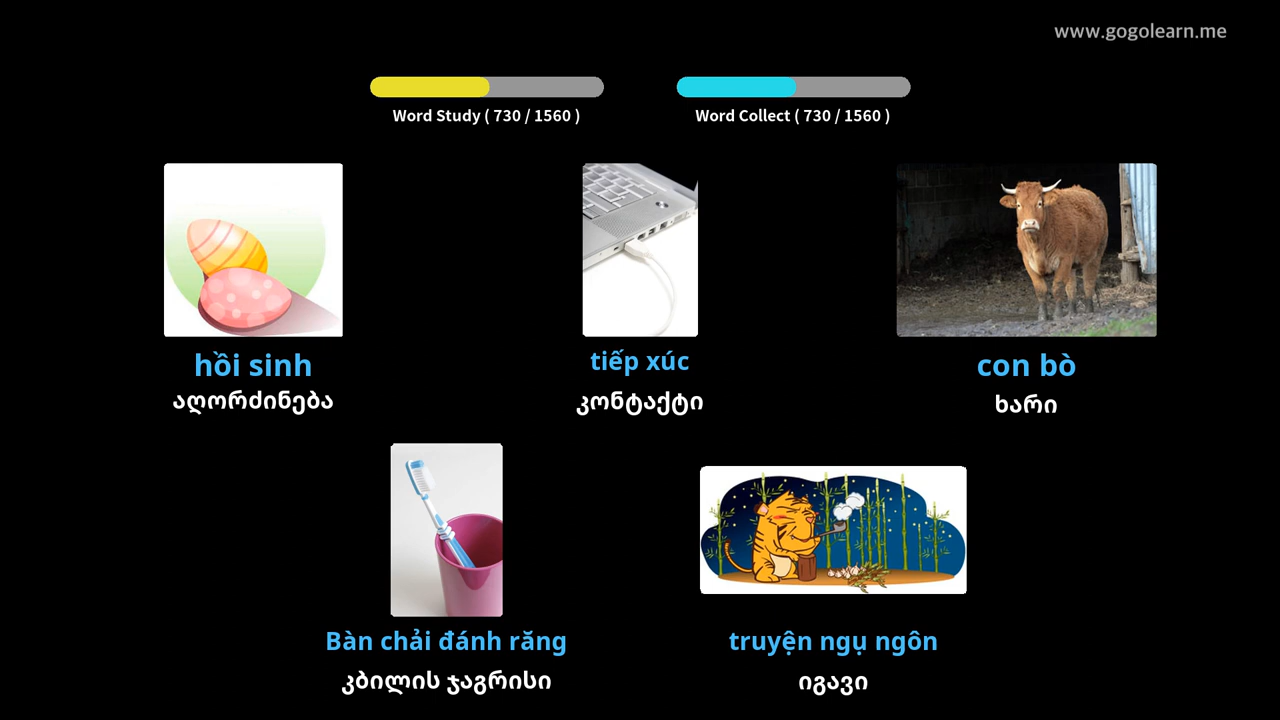 www.gogolearn.me
Word Study ( 730 / 1560 )
Word Collect ( 730 / 1560 )
hồi sinh
აღორძინება
tiếp xúc
კონტაქტი
con bò
ხარი
Bàn chải đánh răng
კბილის ჯაგრისი
truyện ngụ ngôn
იგავი